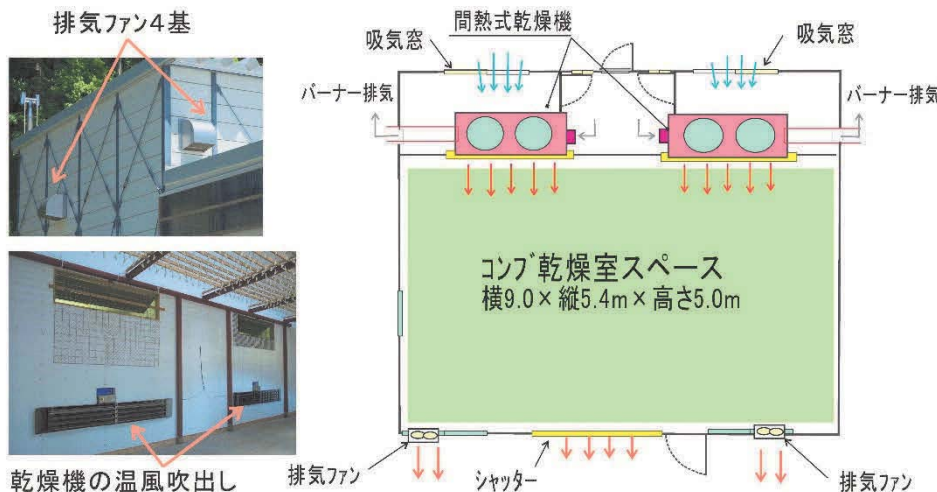 排気ファン4基
乾燥機の温風吹出し
吸気窓
間熱式乾燥機
吸気窓
バーナー排気
バーナー排気
コンブ乾燥室スペース
横9.0×縦5.4m×高さ5.0m
排気ファン
シャッター
排気ファン